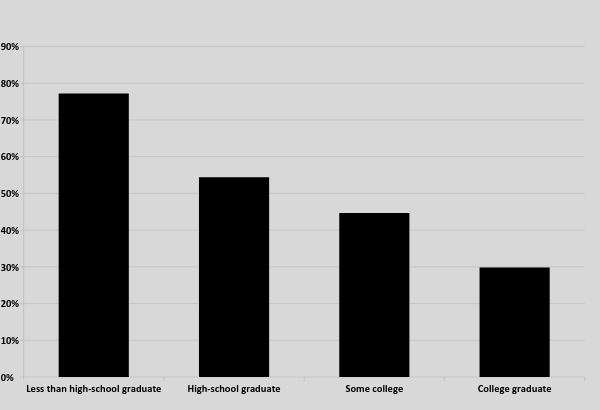 90%
80%
70%
60%
50%
40%
30%
20%
10%
0%
Less than high-school graduate
High-school graduate
Some college
College graduate